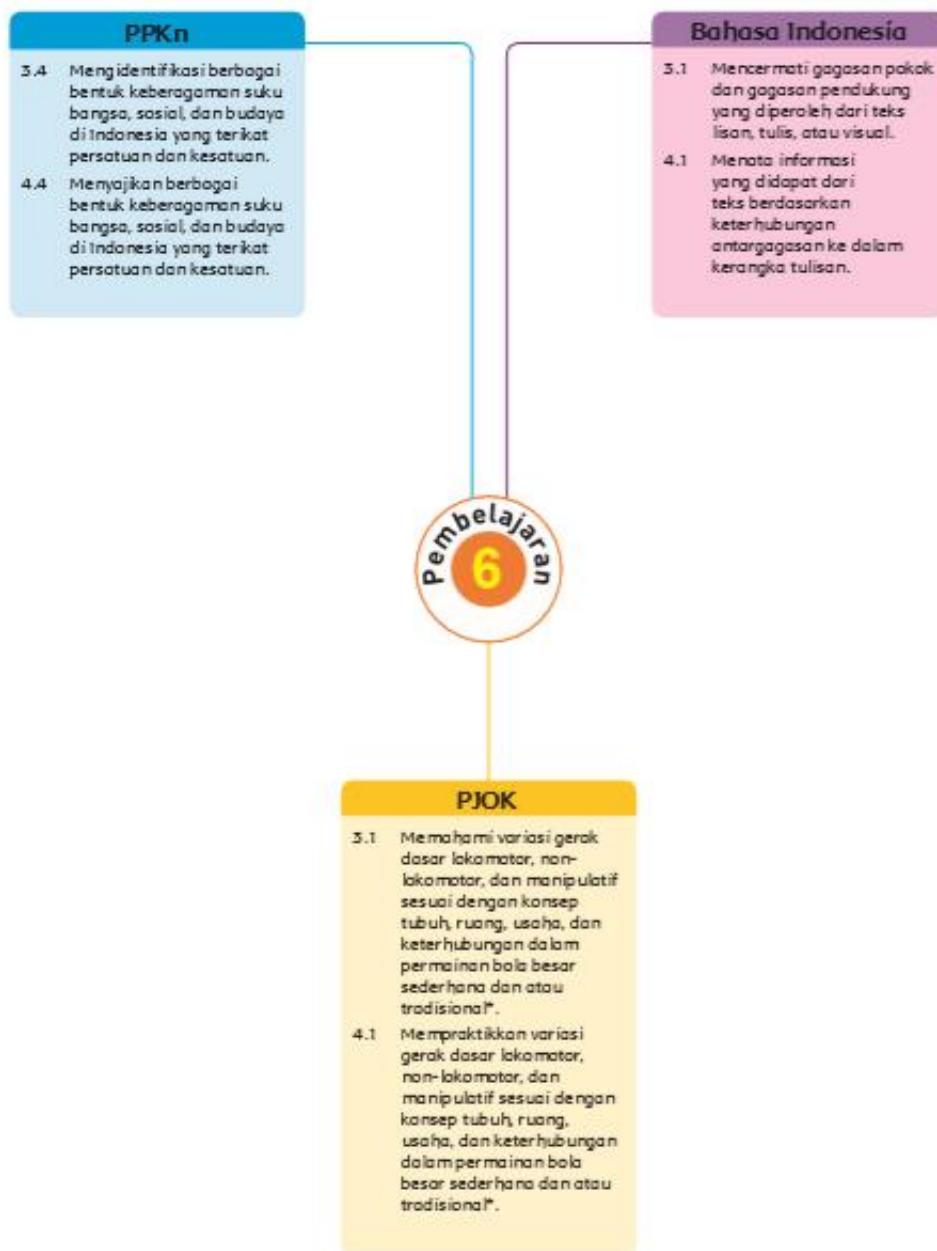 PPKn
3.4 Mengidentifikasi berbagai
bentuk keberagaman suku
bangsa, sosial, dan budaya
di Indonesia yang terikat
persatuan dan kesatuan.
4.4 Menyajikan berbagai
bentuk keberagaman suku
bangsa, sosial, dan budaya
di Indonesia yang terikat
persatuan dan kesatuan.
Bahasa Indonesia
3.1 Mencermati gagasan pokok
dan gagasan pendukung
yang diperoleh dari teks
lisan, tulis, atau visual.
4.1 Menata informasi
yang didapat dari
teks berdasarkan
keterhubungan
antargagasan ke dalam
kerangka tulisan.
Pembelajaran
6
PJOK
3.1 Memahami variasi gerak
dasar lokomotor, non-
lokomotor, dan manipulatif
sesuai dengan konsep
tubuh, ruang, usaha, dan
keterhubungan dalam
permainan bola besar
sederhana dan atau
tradisional*.
4.1 Mempraktikkan variasi
gerak dasar lokomotor,
non-lokomotor, dan
manipulatif sesuai dengan
konsep tubuh, ruang,
usaha, dan keterhubungan
dalam permainan bola
besar sederhana dan atau
tradisional*.